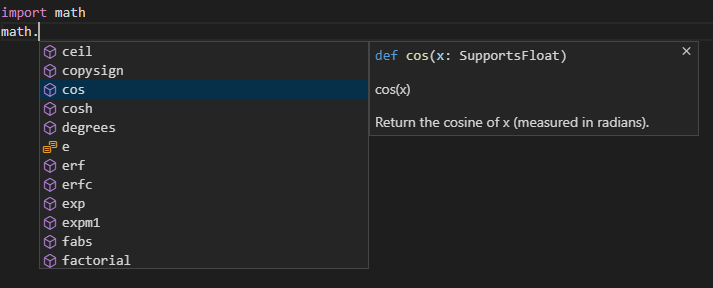 import math
math.
ceil
copysign
cos
cosh
degrees
e
erf
erfc
exp
expm1
fabs
factorial
def cos(x: SupportsFloat)
cos(x)
Return the cosine of x (measured in radians).